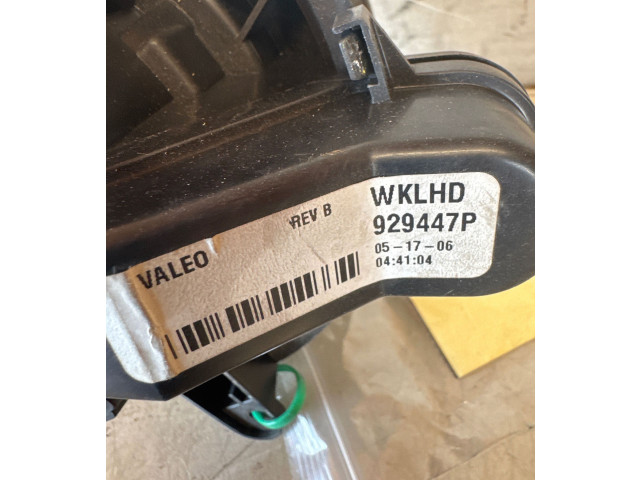 VALEO
REV B
WKLHD
929447P
05-17-06
04:41:04